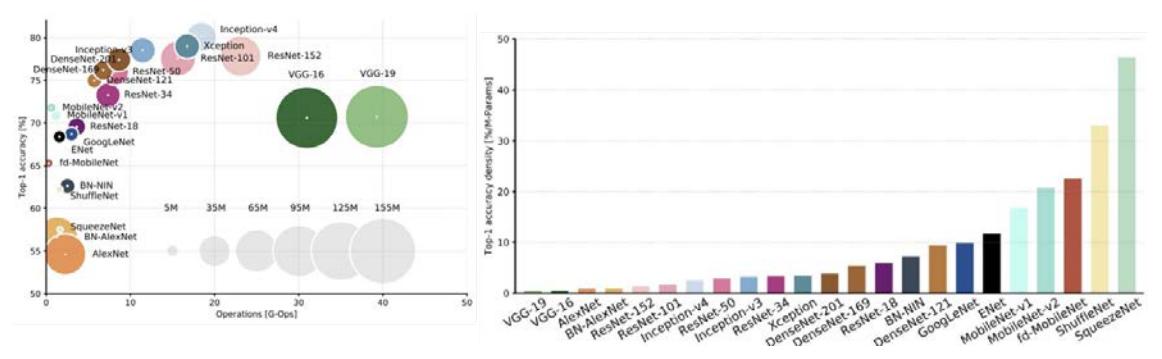 Top-1 accuracy [%]
80
75
70
65
60
55
50
Inception-v4
Inception-v3
Xception
DenseNet-201
ResNet-101
ResNet-152
DenseNet-169
ResNet-50
DenseNet-121
VGG-16
VGG-19
ResNet-34
MobileNet-v2
MobileNet-v1
ResNet-18
GoogLeNet
ENet
fd-MobileNet
BN-NIN
ShuffleNet
5M 35M 65M 95M 125M 155M
SqueezeNet
BN-AlexNet
AlexNet
0 10 20 30 40 50
Operations [G-Ops]
Top-1 accuracy density [%/M-Params]
50
40
30
20
10
0
VGG-19
VGG-16
AlexNet
BN-AlexNet
ResNet-152
ResNet-101
Inception-v4
ResNet-50
Inception-v3
ResNet-34
Xception
DenseNet-201
DenseNet-169
ResNet-18
BN-NIN
DenseNet-121
GoogLeNet
ENet
MobileNet-v1
MobileNet-v2
fd-MobileNet
ShuffleNet
SqueezeNet